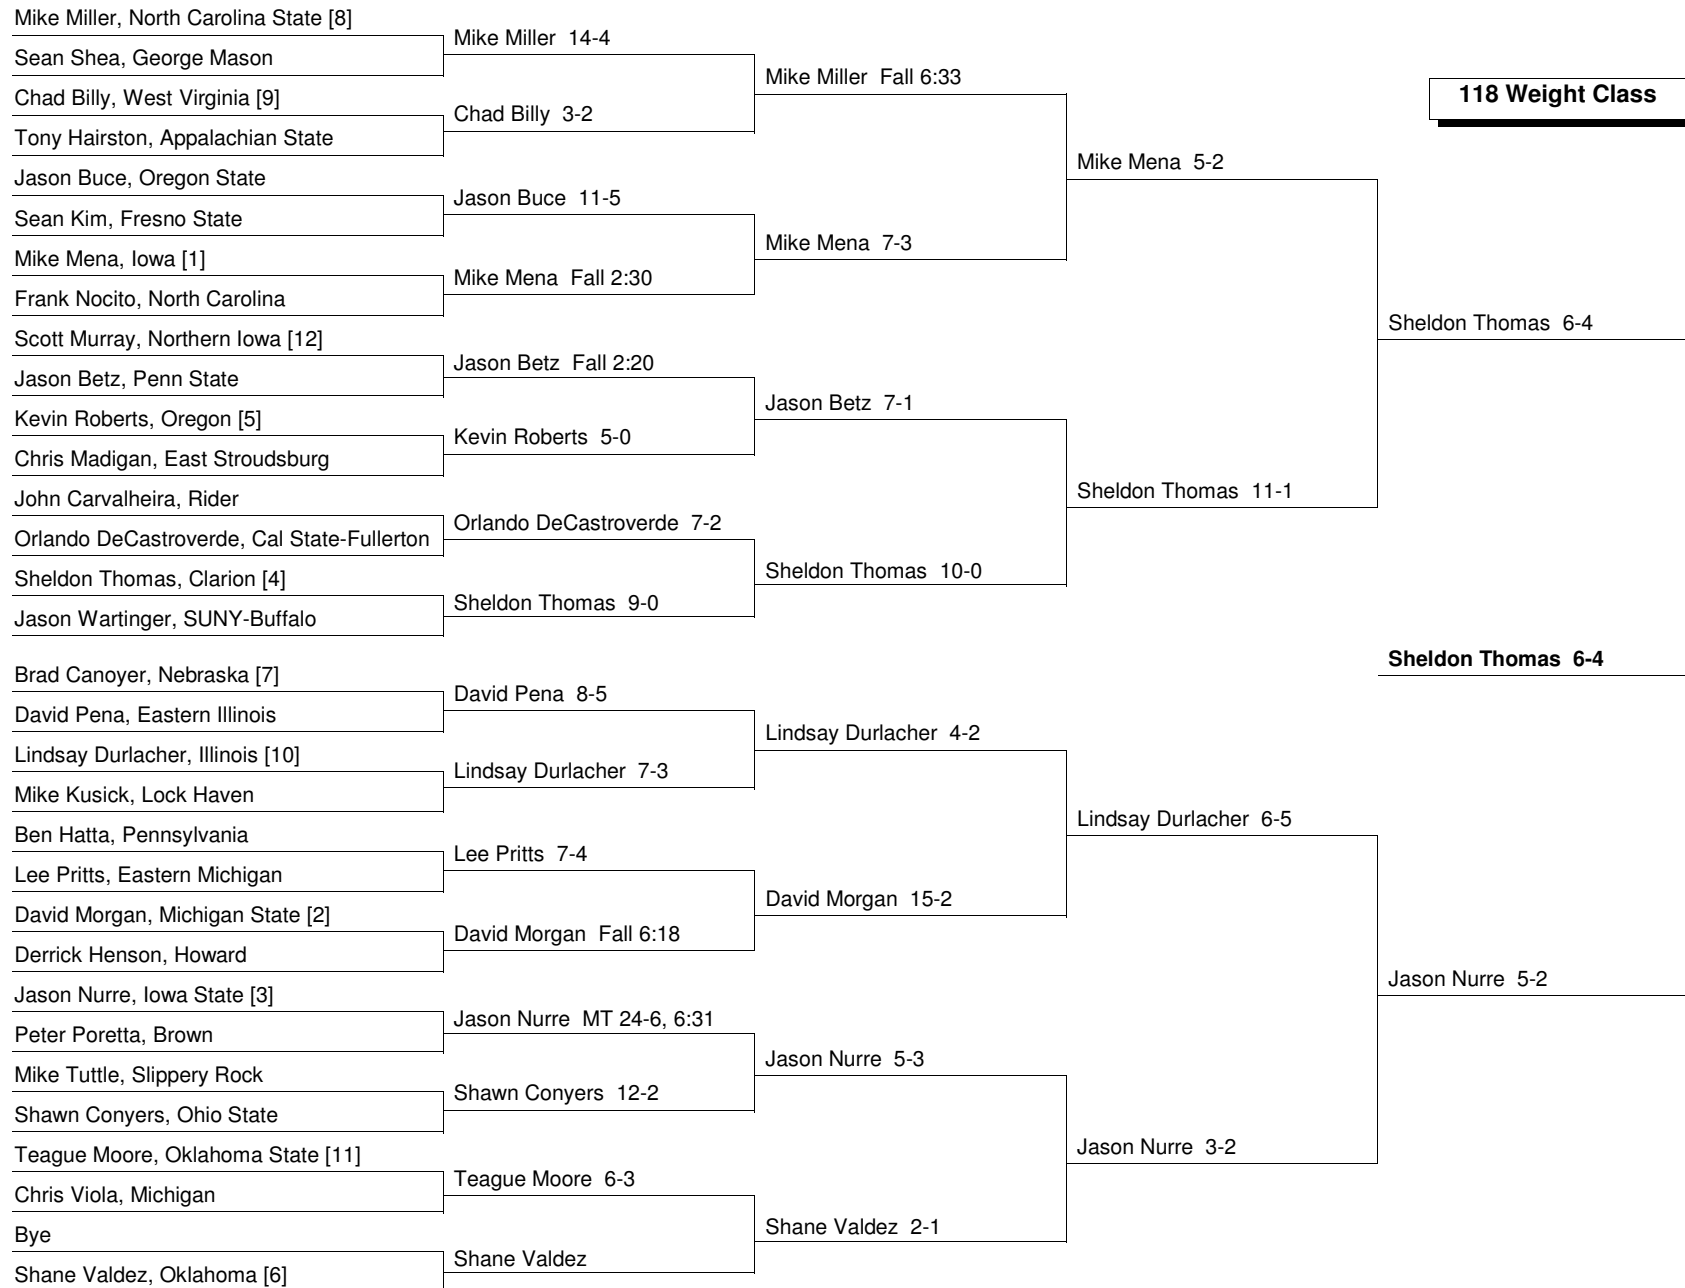 Mike Miller, North Carolina State [8]
Sean Shea, George Mason
Chad Billy, West Virginia [9]
Tony Hairston, Appalachian State
Jason Buce, Oregon State
Sean Kim, Fresno State
Mike Mena, Iowa [1]
Frank Nocito, North Carolina
Scott Murray, Northern Iowa [12]
Jason Betz, Penn State
Kevin Roberts, Oregon [5]
Chris Madigan, East Stroudsburg
John Carvalheira, Rider
Orlando DeCastroverde, Cal State-Fullerton
Sheldon Thomas, Clarion [4]
Jason Wartinger, SUNY-Buffalo
Brad Canoyer, Nebraska [7]
David Pena, Eastern Illinois
Lindsay Durlacher, Illinois [10]
Mike Kusick, Lock Haven
Ben Hatta, Pennsylvania
Lee Pritts, Eastern Michigan
David Morgan, Michigan State [2]
Derrick Henson, Howard
Jason Nurre, Iowa State [3]
Peter Poretta, Brown
Mike Tuttle, Slippery Rock
Shawn Conyers, Ohio State
Teague Moore, Oklahoma State [11]
Chris Viola, Michigan
Bye
Shane Valdez, Oklahoma [6]
Mike Miller 14-4
Chad Billy 3-2
Jason Buce 11-5
Mike Mena Fall 2:30
Jason Betz Fall 2:20
Kevin Roberts 5-0
Orlando DeCastroverde 7-2
Sheldon Thomas 9-0
David Pena 8-5
Lindsay Durlacher 7-3
Lee Pritts 7-4
David Morgan Fall 6:18
Jason Nurre MT 24-6, 6:31
Shawn Conyers 12-2
Teague Moore 6-3
Shane Valdez
Mike Miller Fall 6:33
Mike Mena 7-3
Jason Betz 7-1
Sheldon Thomas 10-0
Lindsay Durlacher 4-2
David Morgan 15-2
Jason Nurre 5-3
Shane Valdez 2-1
Mike Mena 5-2
Sheldon Thomas 11-1
Lindsay Durlacher 6-5
Jason Nurre 3-2
118 Weight Class
Sheldon Thomas 6-4
Sheldon Thomas 6-4
Jason Nurre 5-2